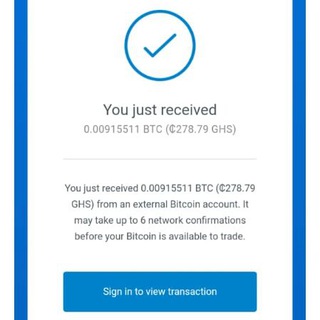 You just received
0.00915511 BTC (₵278.79 GHS)
You just received 0.00915511 BTC (₵278.79
GHS) from an external Bitcoin account. It
may take up to 6 network confirmations
before your Bitcoin is available to trade.
Sign in to view transaction